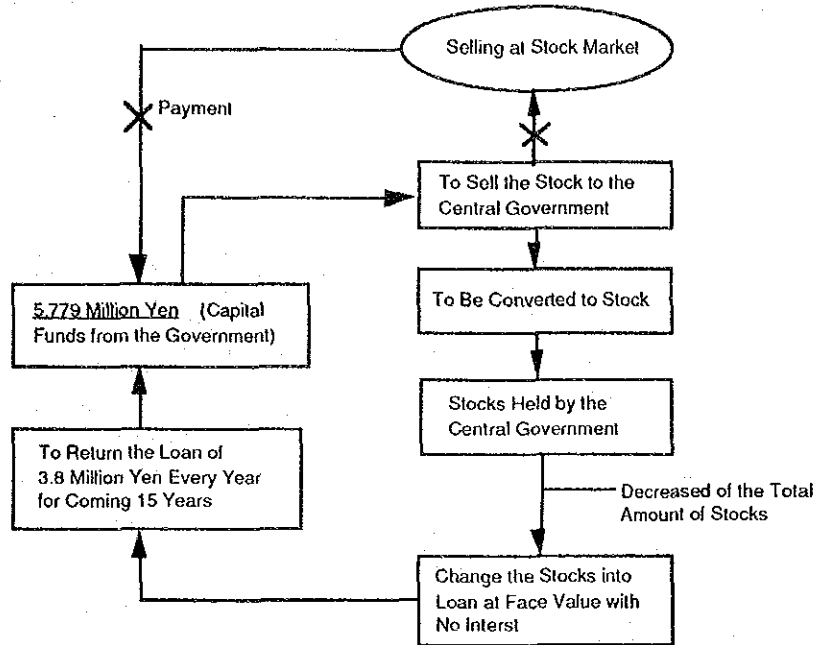 Selling at Stock Market
Payment
To Sell the Stock to the
Central Government
5.779 Million Yen (Capital
Funds from the Government)
To Be Converted to Stock
Stocks Held by the
Central Government
To Return the Loan of
3.8 Million Yen Every Year
for Coming 15 Years
Decreased of the Total
Amount of Stocks
Change the Stocks into
Loan at Face Value with
No Interst